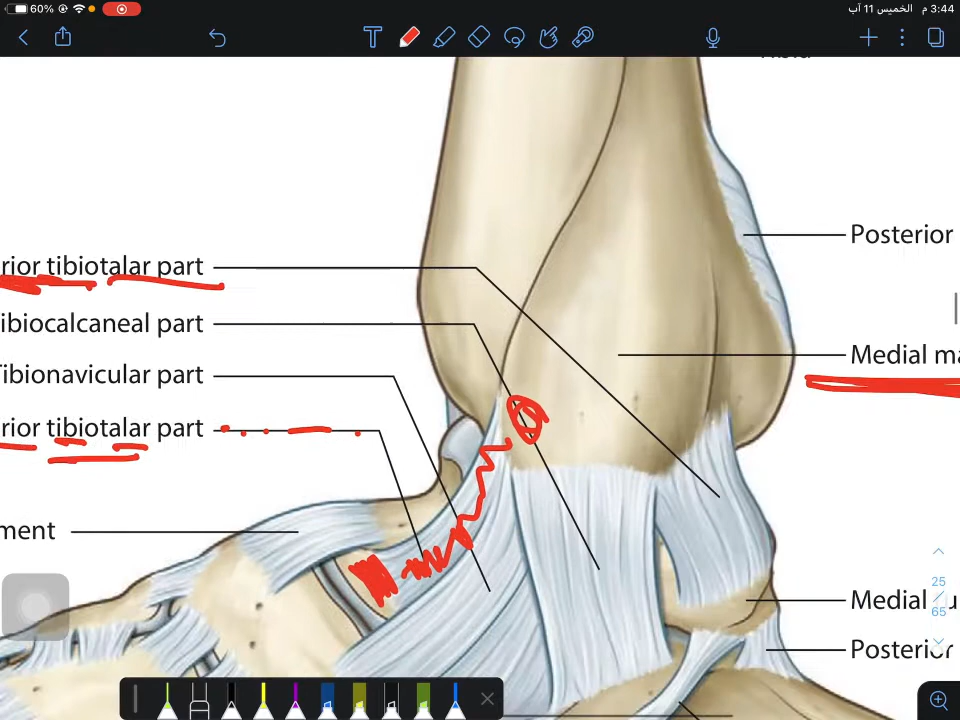 60% الخميس 11 آب 3:44 م
rior tibiotalar part
Posterior
ibiocalcaneal part
Medial ma
Tibionavicular part
rior tibiotalar part
ment
25
65
Medial
Posterior